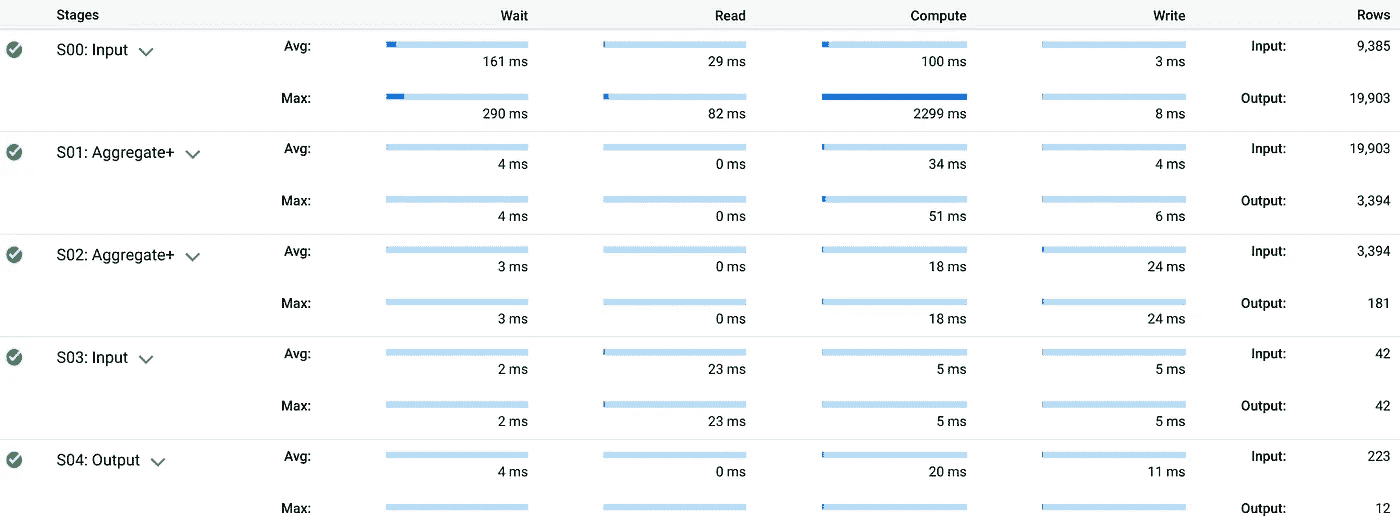 Stages Wait Read Compute Write Rows
S00: Input Avg: 161 ms 29 ms 100 ms 3 ms Input: 9,385
Max: 290 ms 82 ms 2299 ms 8 ms Output: 19,903
S01: Aggregate+ Avg: 4 ms 0 ms 34 ms 4 ms Input: 19,903
Max: 4 ms 0 ms 51 ms 6 ms Output: 3,394
S02: Aggregate+ Avg: 3 ms 0 ms 18 ms 24 ms Input: 3,394
Max: 3 ms 0 ms 18 ms 24 ms Output: 181
S03: Input Avg: 2 ms 23 ms 5 ms 5 ms Input: 42
Max: 2 ms 23 ms 5 ms 5 ms Output: 42
S04: Output Avg: 4 ms 0 ms 20 ms 11 ms Input: 223
Max: Output: 12